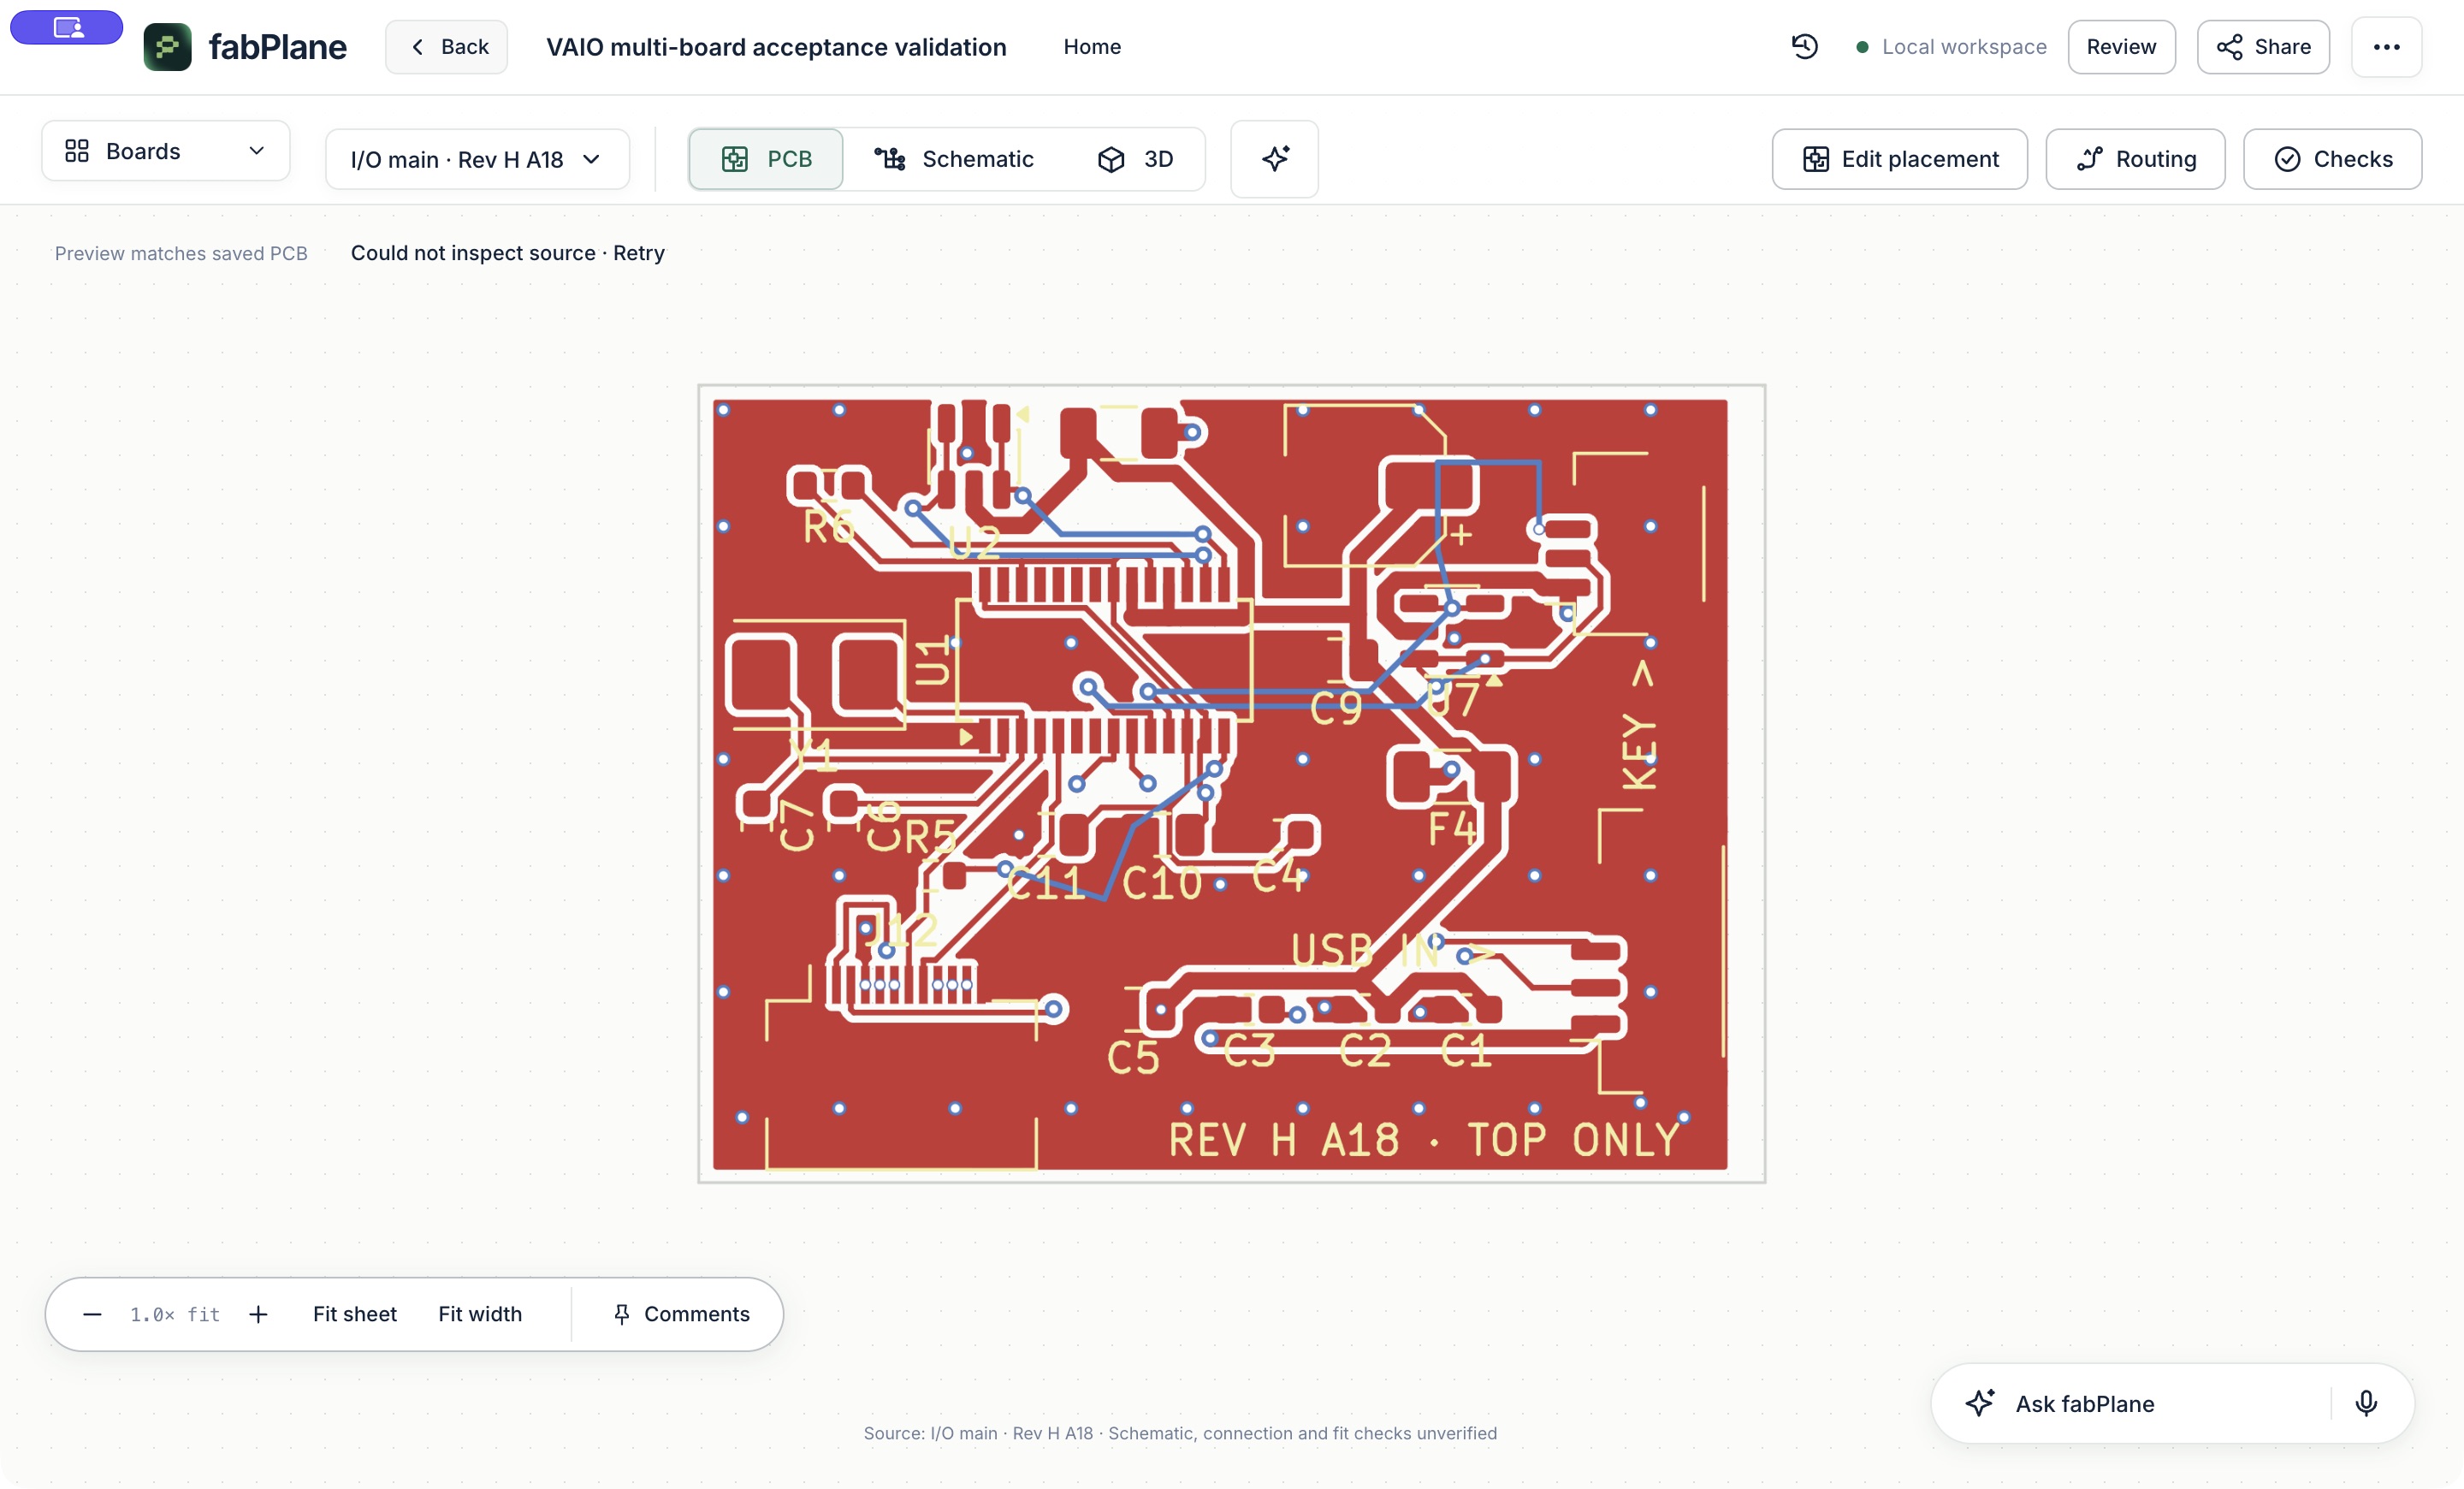 fabPlane
Back
VAIO multi-board acceptance validation
Home
Local workspace
Review
Share
Boards
I/O main · Rev H A18
PCB
Schematic
3D
Edit placement
Routing
Checks
Preview matches saved PCB
Could not inspect source · Retry
R6
U2
+
U1
C9
U7
KEY >
Y1
C7
C6
R5
F4
C11
C10
C4
J12
USB IN >
C5
C3
C2
C1
REV H A18 · TOP ONLY
1.0× fit
Fit sheet
Fit width
Comments
Ask fabPlane
Source: I/O main · Rev H A18 · Schematic, connection and fit checks unverified